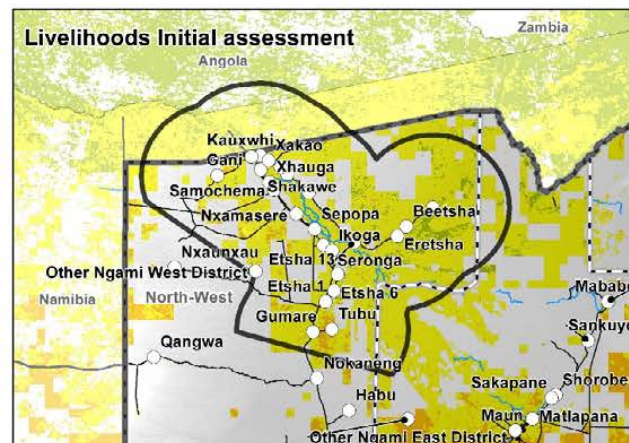 Livelihoods Initial assessment
Zambia
Angola
Kauxwhi
Xakao
Gani
Xhauga
Samochema
Shakawe
Nxamasere
Sepopa
Beetsha
Ikoga
Eretsha
Nxaunxau
Etsha 13
Seronga
Other Ngami West District
Mababe
Etsha 1
Etsha 6
Namibia
North-West
Gumare
Tubu
Sankuyo
Qangwa
Nokaneng
Sakapane
Shorobe
Habu
Maun
Matlapana
Other Ngami East District